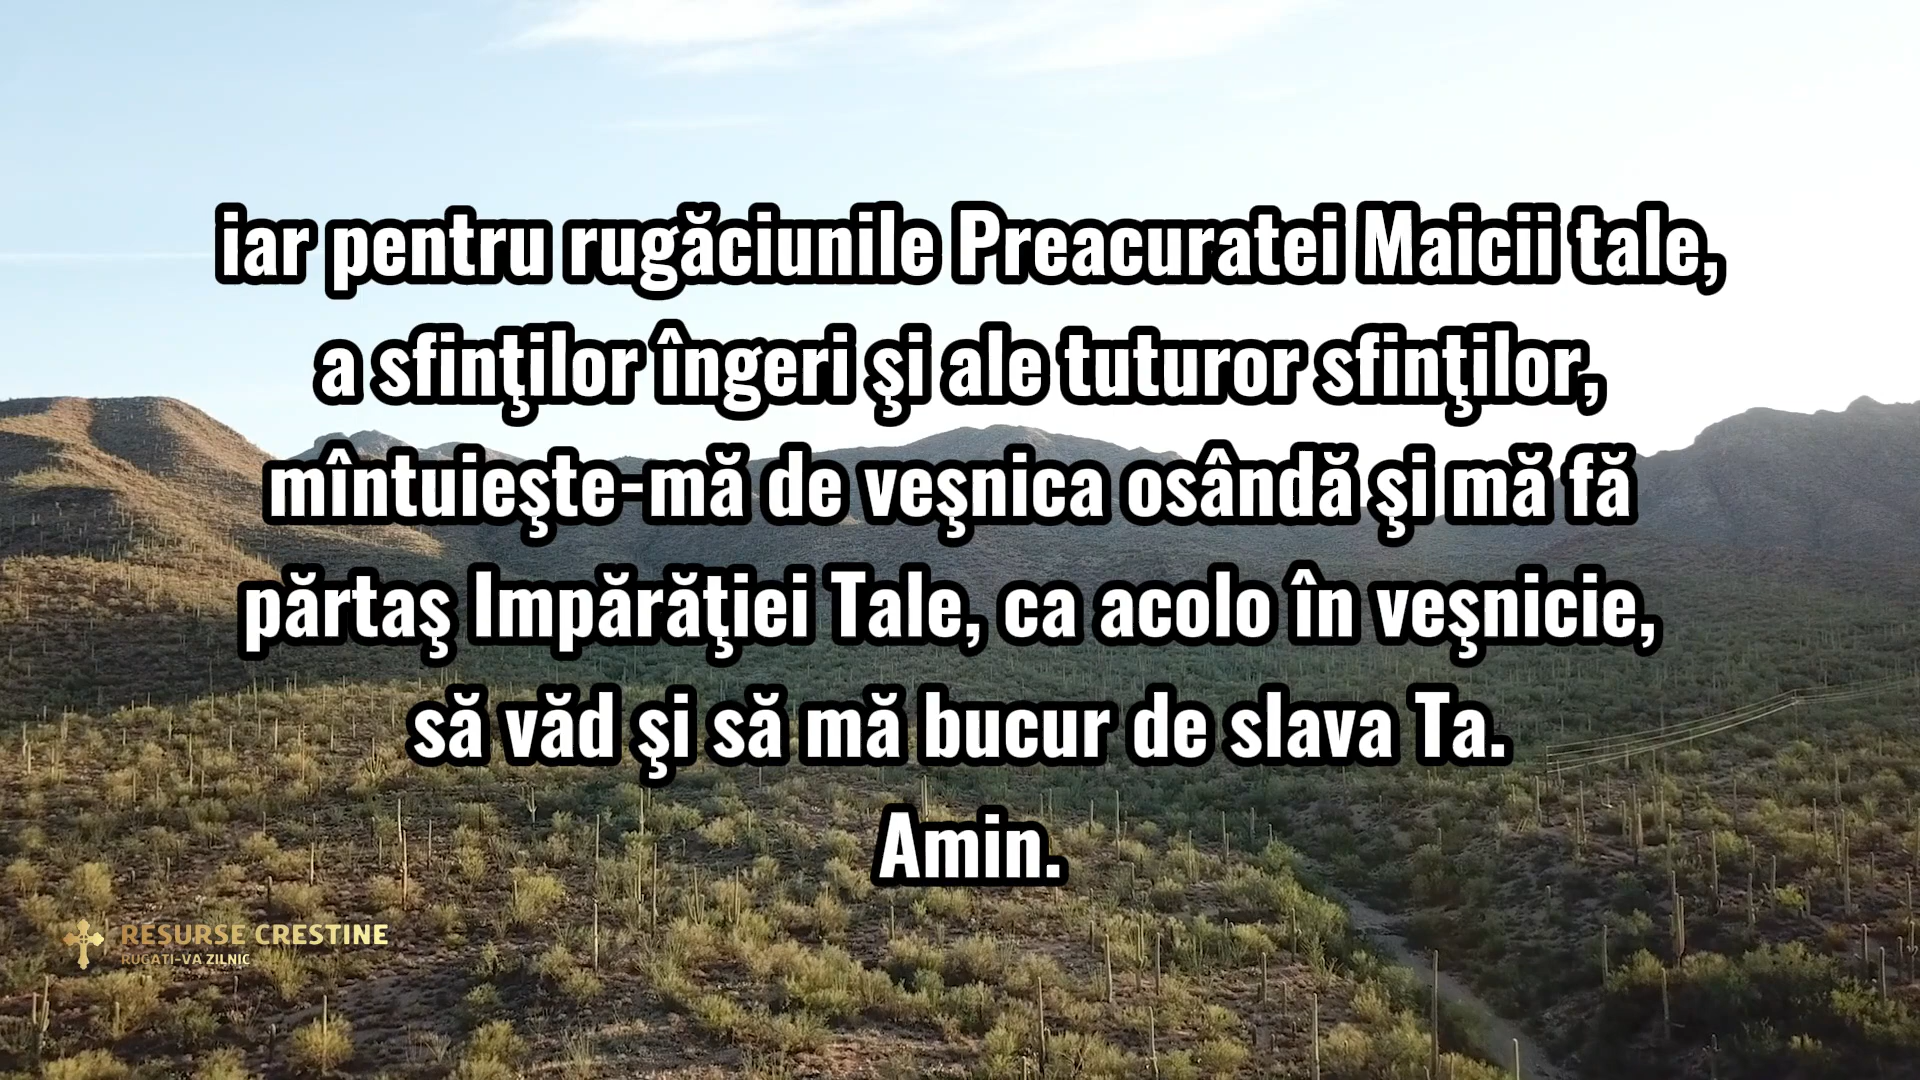 iar pentru rugăciunile Preacuratei Maicii tale,
a sfinţilor îngeri şi ale tuturor sfinţilor,
mîntuieşte-mă de veşnica osândă şi mă fă
părtaş Impărăţiei Tale, ca acolo în veşnicie,
să văd şi să mă bucur de slava Ta.
Amin.
RESURSE CRESTINE
RUGATI-VA ZILNIC